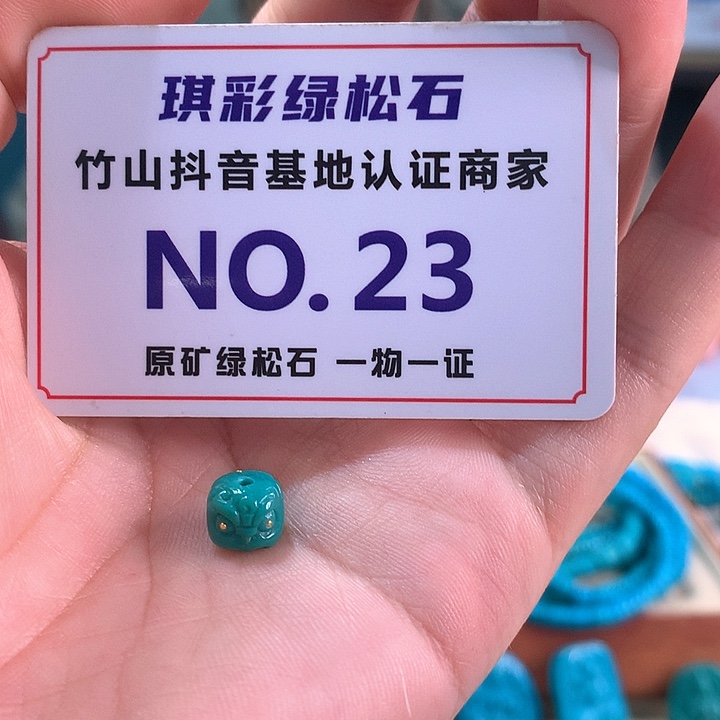 琪彩绿松石
竹山抖音基地认证商家
NO.23
原矿绿松石 一物一证